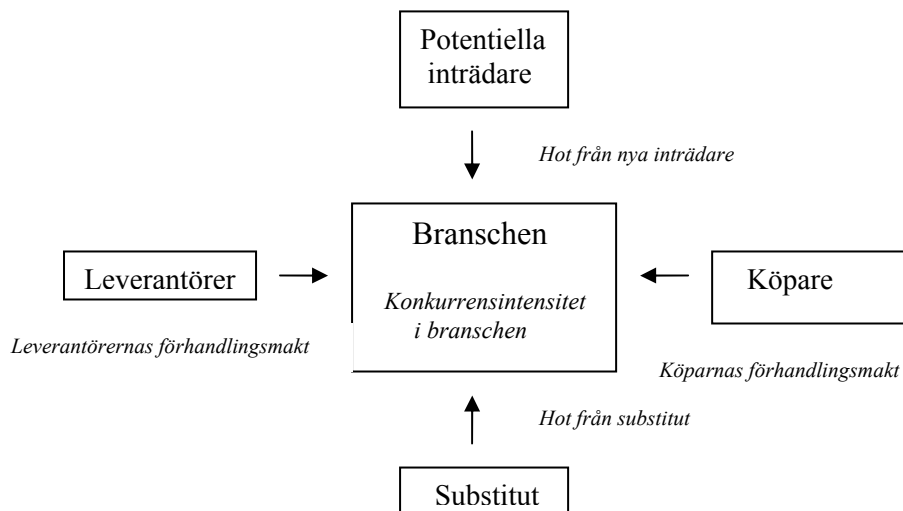 Potentiella
inträdare
Hot från nya inträdare
Branschen
Leverantörer
Köpare
Konkurrensintensitet
i branschen
Leverantörernas förhandlingsmakt
Köparnas förhandlingsmakt
Hot från substitut
Substitut